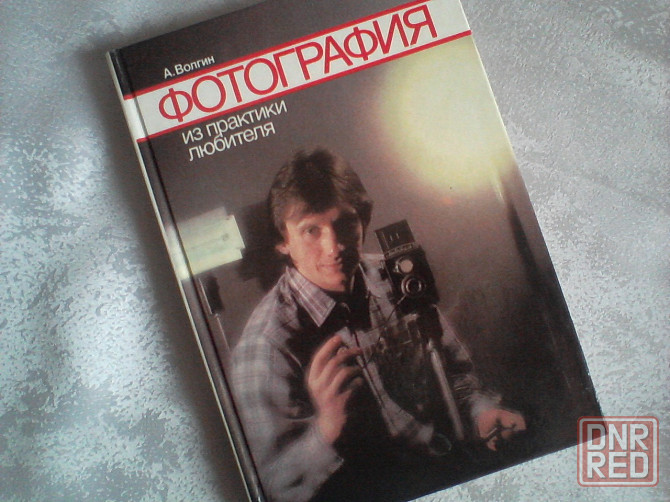 А. Волгин
ФОТОГРАФИЯ
из практики
любителя
DNR
RED